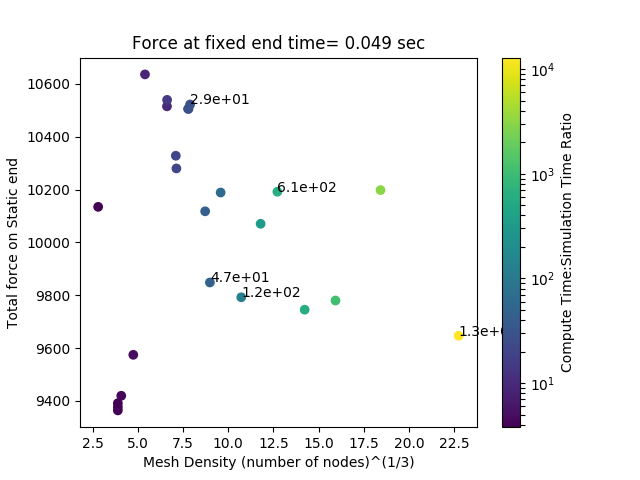 Force at fixed end time= 0.049 sec
Total force on Static end
10600
10400
10200
10000
9800
9600
9400
2.9e+01
6.1e+02
4.7e+01
1.2e+02
1.3e+0
2.5
5.0
7.5
10.0
12.5
15.0
17.5
20.0
22.5
Mesh Density (number of nodes)^(1/3)
10^4
10^3
10^2
10^1
Compute Time:Simulation Time Ratio